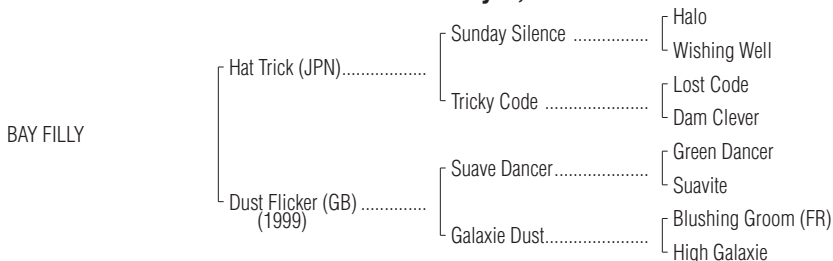 Halo
Sunday Silence ................
Wishing Well
Hat Trick (JPN)..................
Lost Code
Tricky Code ......................
Dam Clever
BAY FILLY
Green Dancer
Suave Dancer....................
Suavite
Dust Flicker (GB) ..............
(1999)
Blushing Groom (FR)
Galaxie Dust......................
High Galaxie